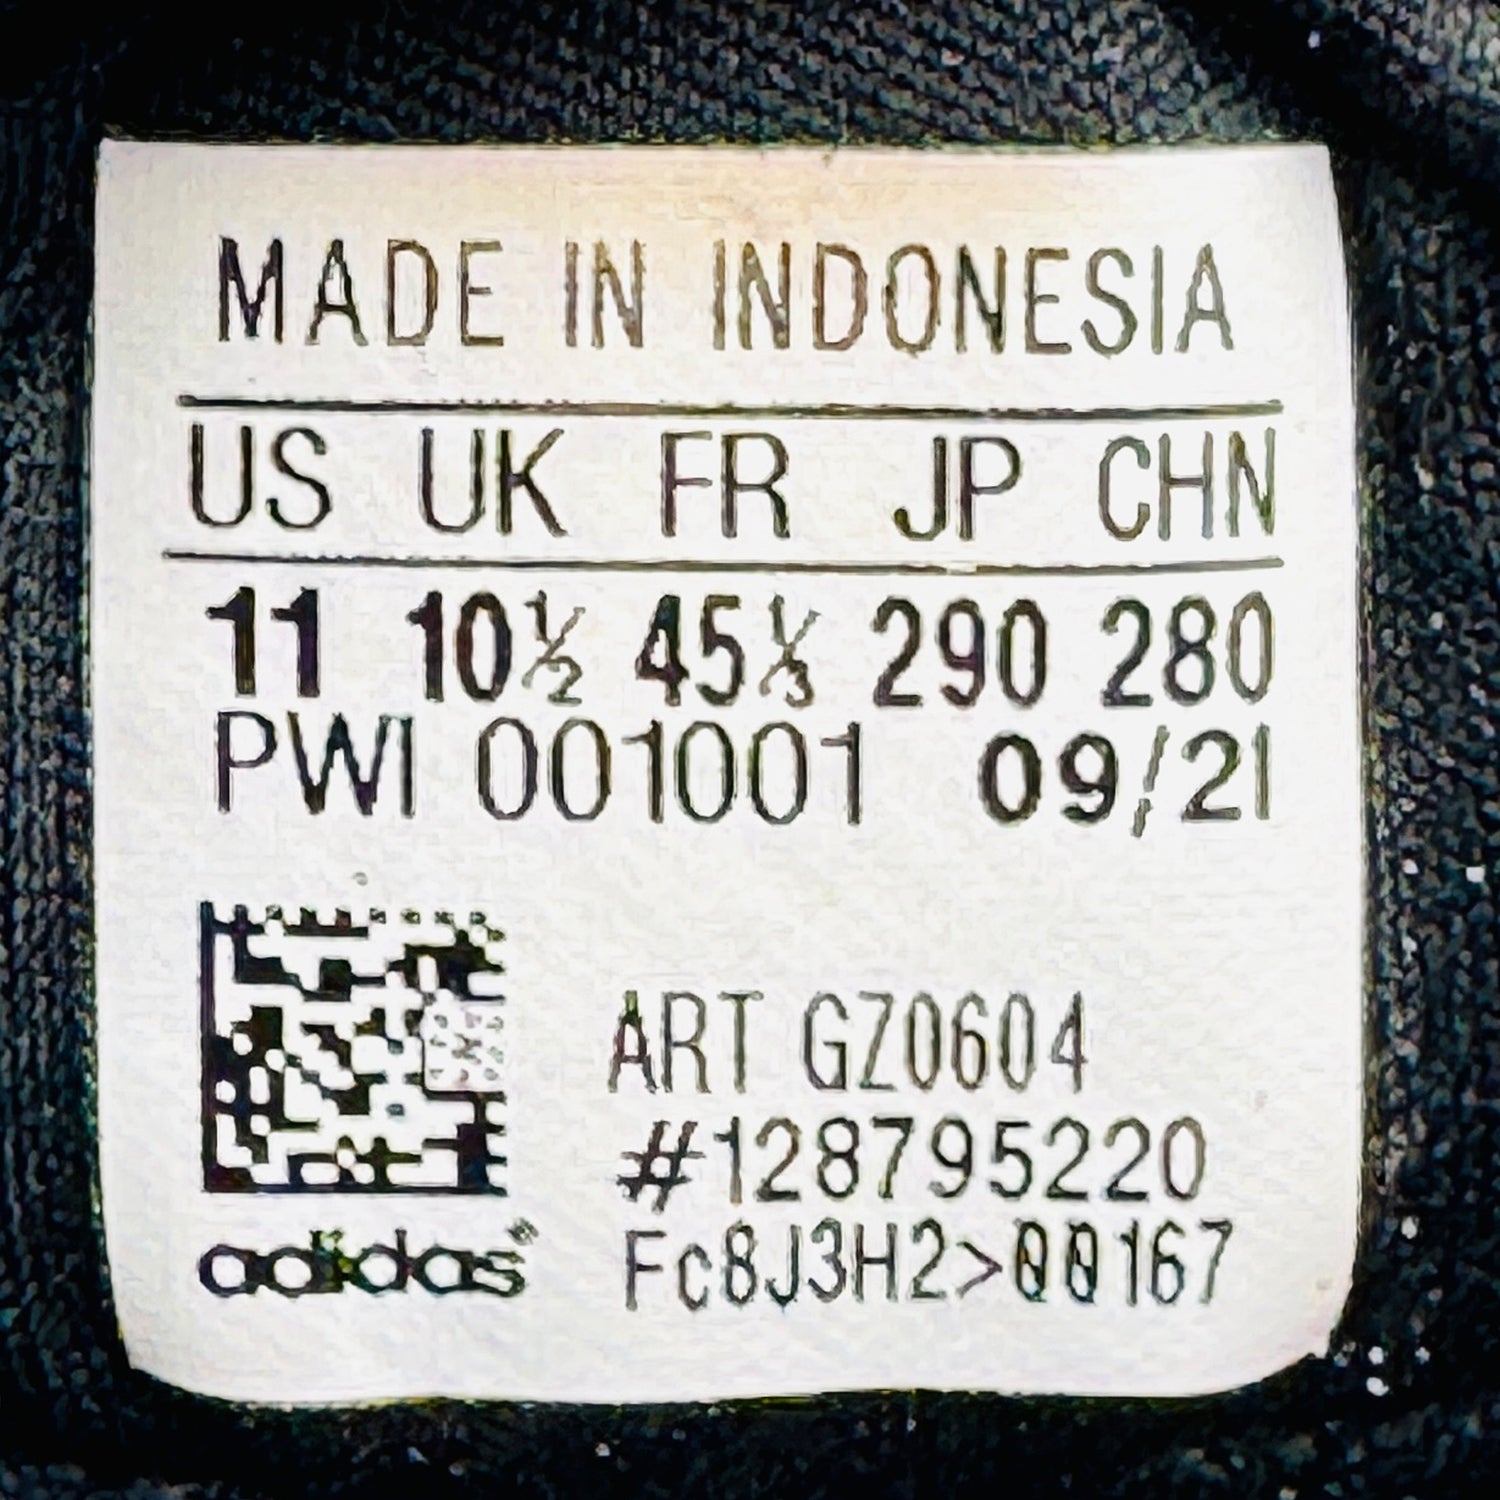 MADE IN INDONESIA
US UK FR JP CHN
11 10½ 45⅓ 290 280
PWI 001001 09/21
ART GZ0604
#128795220
adidas® Fc8J3H2>00167